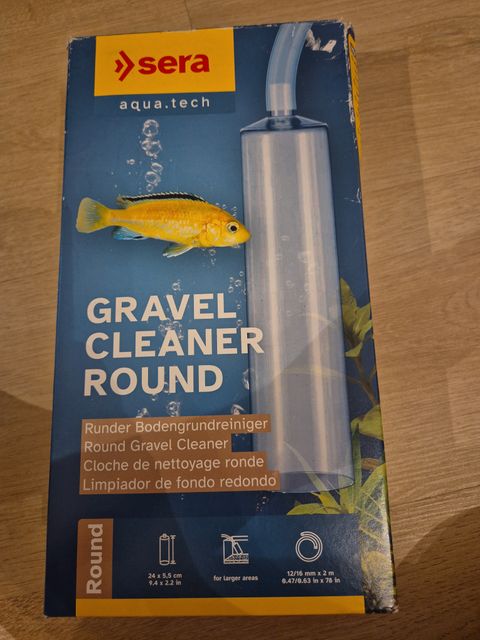 sera
aqua.tech
GRAVEL
CLEANER
ROUND
Runder Bodengrundreiniger
Round Gravel Cleaner
Cloche de nettoyage ronde
Limpiador de fondo redondo
Round
24 x 5,5 cm
9.4 x 2.2 in
for larger areas
12/16 mm x 2 m
0.47/0.63 in x 78 in